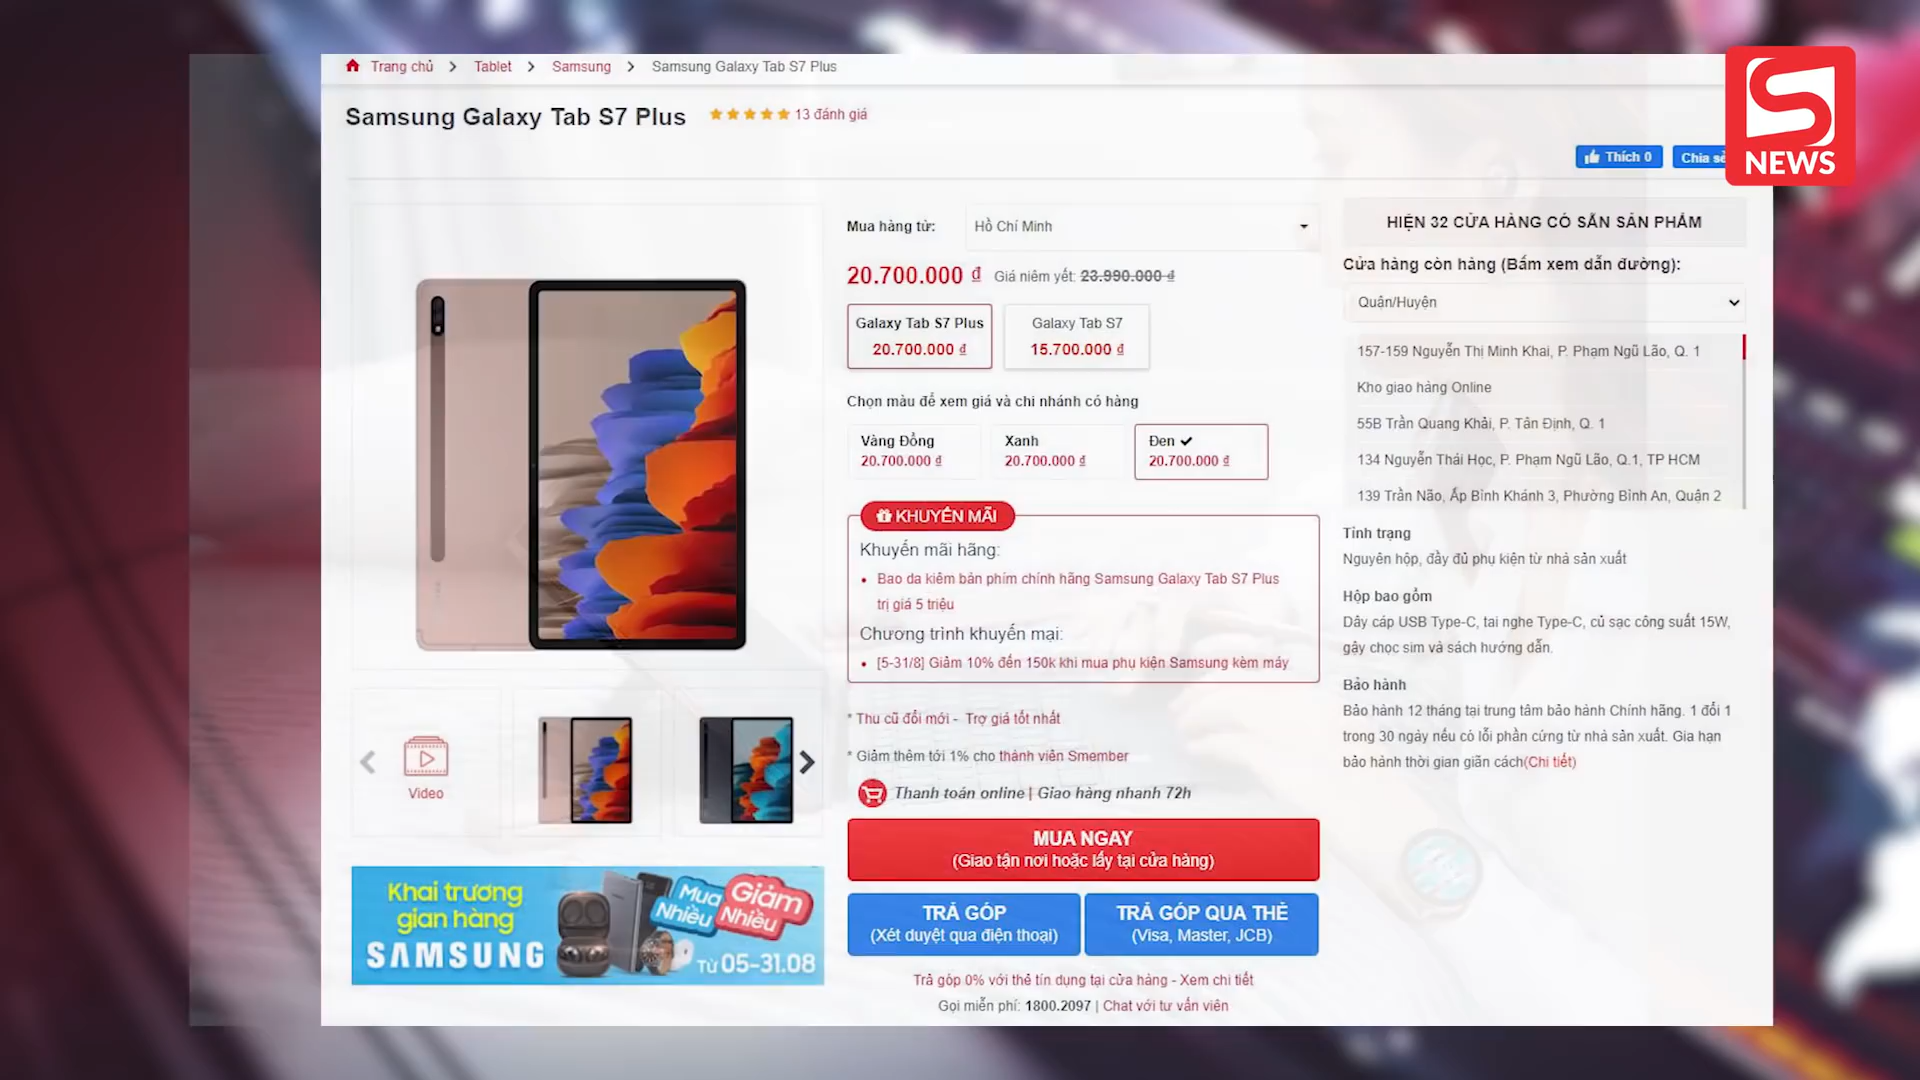 Trang chủ > Tablet > Samsung > Samsung Galaxy Tab S7 Plus
Samsung Galaxy Tab S7 Plus
13 đánh giá
Thích 0
Chia sẻ
S
NEWS
Mua hàng từ:
Hồ Chí Minh
20.700.000 đ
Giá niêm yết: 23.990.000 đ
Galaxy Tab S7 Plus
20.700.000 đ
Galaxy Tab S7
15.700.000 đ
Chọn màu để xem giá và chi nhánh có hàng
Vàng Đồng
20.700.000 đ
Xanh
20.700.000 đ
Đen
20.700.000 đ
KHUYẾN MÃI
Khuyến mãi hãng:
Bao da kiêm bàn phím chính hãng Samsung Galaxy Tab S7 Plus
trị giá 5 triệu
Chương trình khuyến mại:
[5-31/8] Giảm 10% đến 150k khi mua phụ kiện Samsung kèm máy
* Thu cũ đổi mới - Trợ giá tốt nhất
* Giảm thêm tới 1% cho thành viên Smember
Thanh toán online | Giao hàng nhanh 72h
MUA NGAY
(Giao tận nơi hoặc lấy tại cửa hàng)
TRẢ GÓP
(Xét duyệt qua điện thoại)
TRẢ GÓP QUA THẺ
(Visa, Master, JCB)
Trả góp 0% với thẻ tín dụng tại cửa hàng - Xem chi tiết
Gọi miễn phí: 1800.2097 | Chat với tư vấn viên
HIỆN 32 CỬA HÀNG CÓ SẴN SẢN PHẨM
Cửa hàng còn hàng (Bấm xem dẫn đường):
Quận/Huyện
157-159 Nguyễn Thị Minh Khai, P. Phạm Ngũ Lão, Q. 1
Kho giao hàng Online
55B Trần Quang Khải, P. Tân Định, Q. 1
134 Nguyễn Thái Học, P. Phạm Ngũ Lão, Q.1, TP HCM
139 Trần Não, Ấp Bình Khánh 3, Phường Bình An, Quận 2
Tình trạng
Nguyên hộp, đầy đủ phụ kiện từ nhà sản xuất
Hộp bao gồm
Dây cáp USB Type-C, tai nghe Type-C, củ sạc công suất 15W,
gậy chọc sim và sách hướng dẫn.
Bảo hành
Bảo hành 12 tháng tại trung tâm bảo hành Chính hãng. 1 đổi 1
trong 30 ngày nếu có lỗi phần cứng từ nhà sản xuất. Gia hạn
bảo hành thời gian giãn cách(Chi tiết)
Video
Khai trương
gian hàng
SAMSUNG
Mua
Nhiều
Giảm
Nhiều
Từ 05-31.08